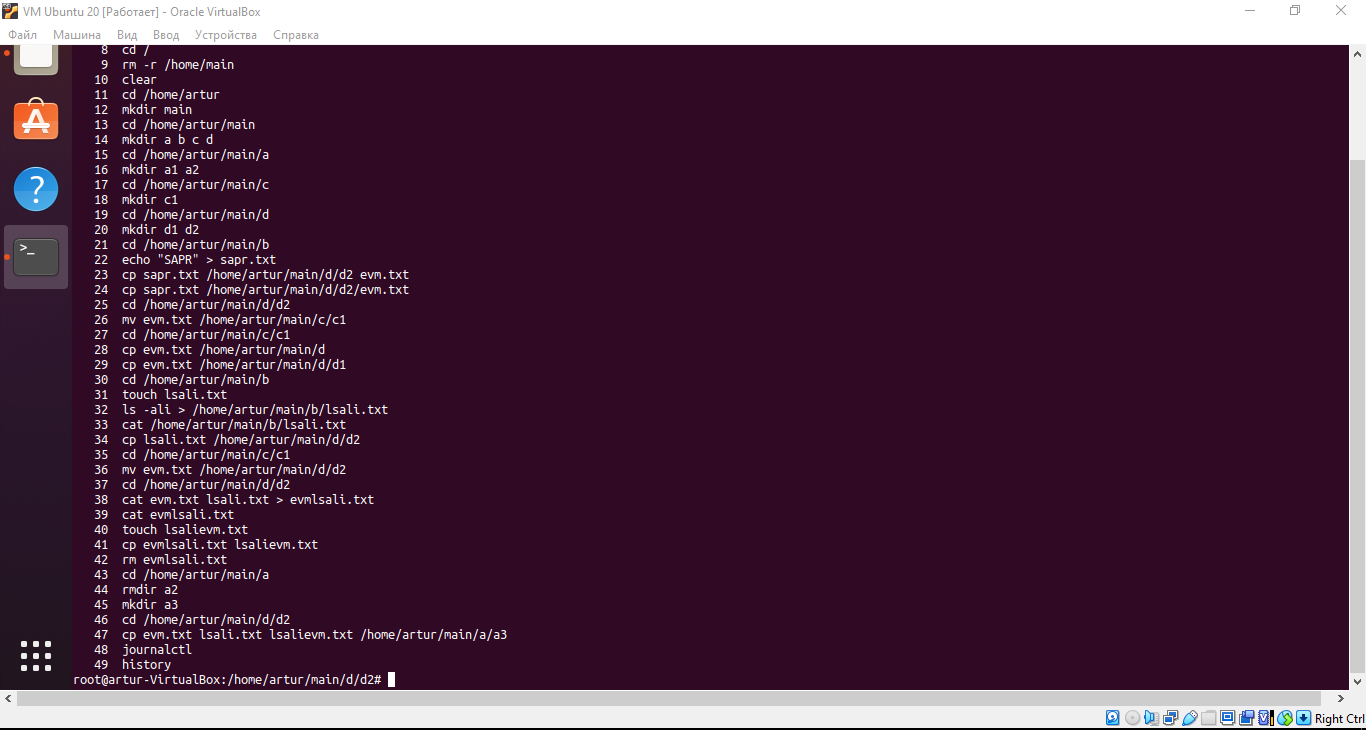 VM Ubuntu 20 [Работает] - Oracle VirtualBox
Файл Машина Вид Ввод Устройства Справка
8 cd /
9 rm -r /home/main
10 clear
11 cd /home/artur
12 mkdir main
13 cd /home/artur/main
14 mkdir a b c d
15 cd /home/artur/main/a
16 mkdir a1 a2
17 cd /home/artur/main/c
18 mkdir c1
19 cd /home/artur/main/d
20 mkdir d1 d2
21 cd /home/artur/main/b
22 echo "SAPR" > sapr.txt
23 cp sapr.txt /home/artur/main/d/d2 evm.txt
24 cp sapr.txt /home/artur/main/d/d2/evm.txt
25 cd /home/artur/main/d/d2
26 mv evm.txt /home/artur/main/c/c1
27 cd /home/artur/main/c/c1
28 cp evm.txt /home/artur/main/d
29 cp evm.txt /home/artur/main/d/d1
30 cd /home/artur/main/b
31 touch lsali.txt
32 ls -ali > /home/artur/main/b/lsali.txt
33 cat /home/artur/main/b/lsali.txt
34 cp lsali.txt /home/artur/main/d/d2
35 cd /home/artur/main/c/c1
36 mv evm.txt /home/artur/main/d/d2
37 cd /home/artur/main/d/d2
38 cat evm.txt lsali.txt > evmlsali.txt
39 cat evmlsali.txt
40 touch lsalievm.txt
41 cp evmlsali.txt lsalievm.txt
42 rm evmlsali.txt
43 cd /home/artur/main/a
44 rmdir a2
45 mkdir a3
46 cd /home/artur/main/d/d2
47 cp evm.txt lsali.txt lsalievm.txt /home/artur/main/a/a3
48 journalctl
49 history
root@artur-VirtualBox:/home/artur/main/d/d2#
Right Ctrl